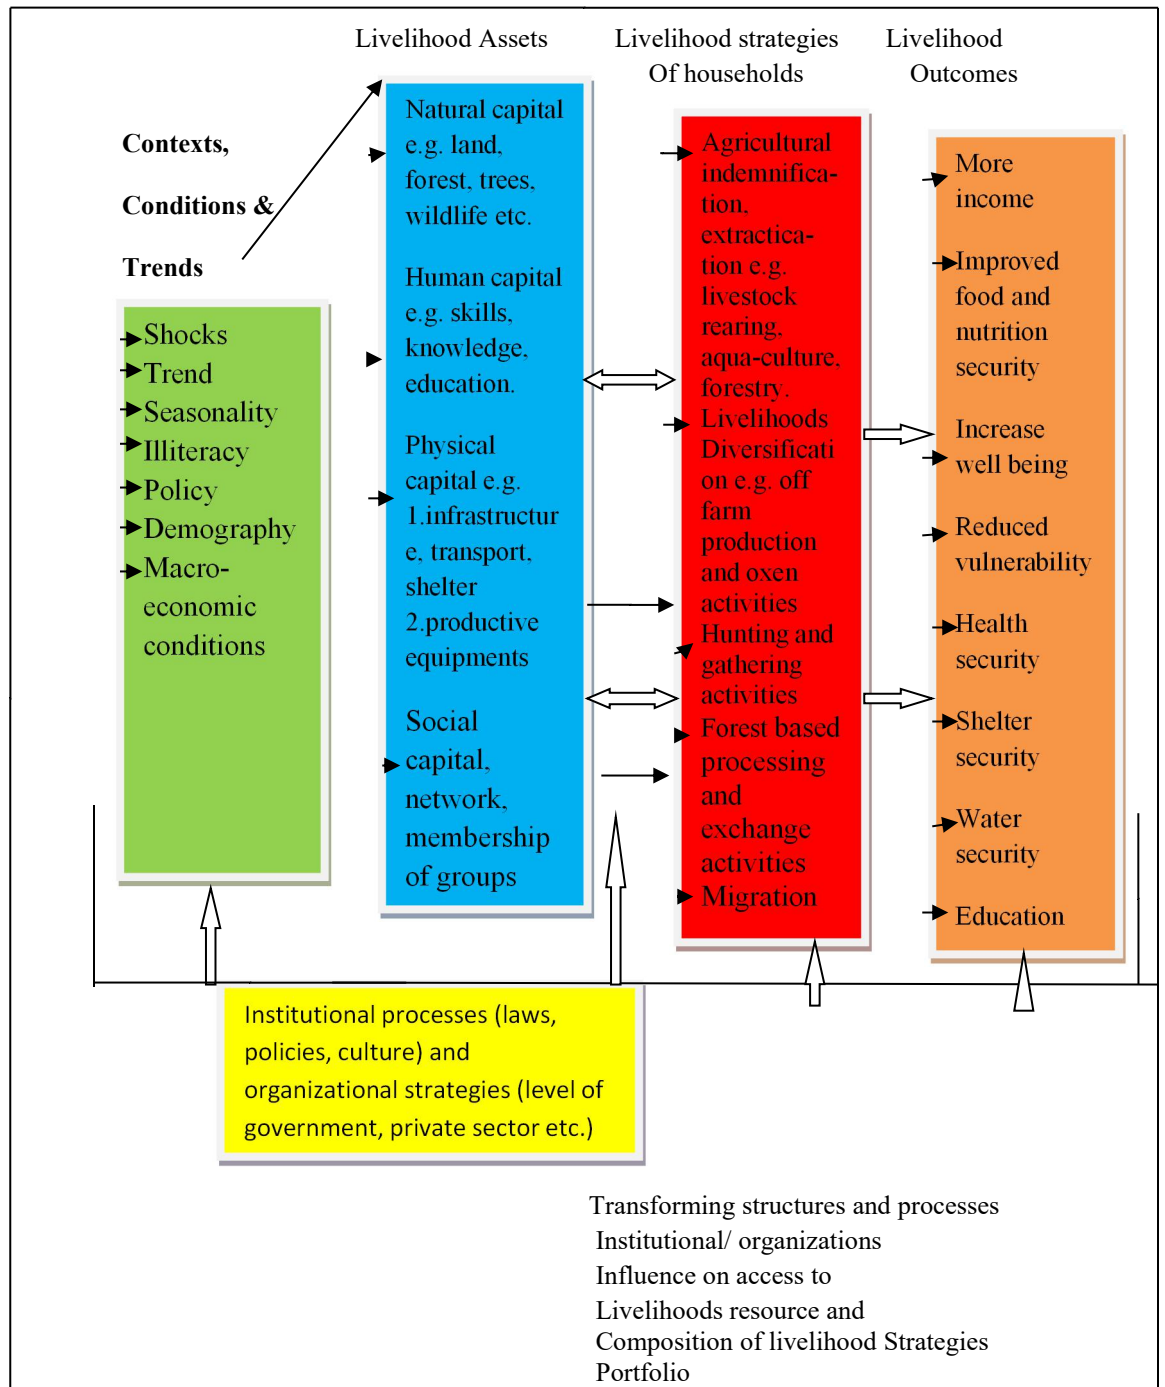 Livelihood Assets
Livelihood strategies
Of households
Livelihood
Outcomes
Contexts,
Conditions &
Trends
Shocks
Trend
Seasonality
Illiteracy
Policy
Demography
Macro-
economic
conditions
Natural capital
e.g. land,
forest, trees,
wildlife etc.
Human capital
e.g. skills,
knowledge,
education.
Physical
capital e.g.
1.infrastructur
e, transport,
shelter
2.productive
equipments
Social
capital,
network,
membership
of groups
Agricultural
indemnifica-
tion,
extractica-
tion e.g.
livestock
rearing,
aqua-culture,
forestry.
Livelihoods
Diversificati
on e.g. off
farm
production
and oxen
activities
Hunting and
gathering
activities
Forest based
processing
and
exchange
activities
Migration
More
income
Improved
food and
nutrition
security
Increase
well being
Reduced
vulnerability
Health
security
Shelter
security
Water
security
Education
Institutional processes (laws,
policies, culture) and
organizational strategies (level of
government, private sector etc.)
Transforming structures and processes
Institutional/ organizations
Influence on access to
Livelihoods resource and
Composition of livelihood Strategies
Portfolio